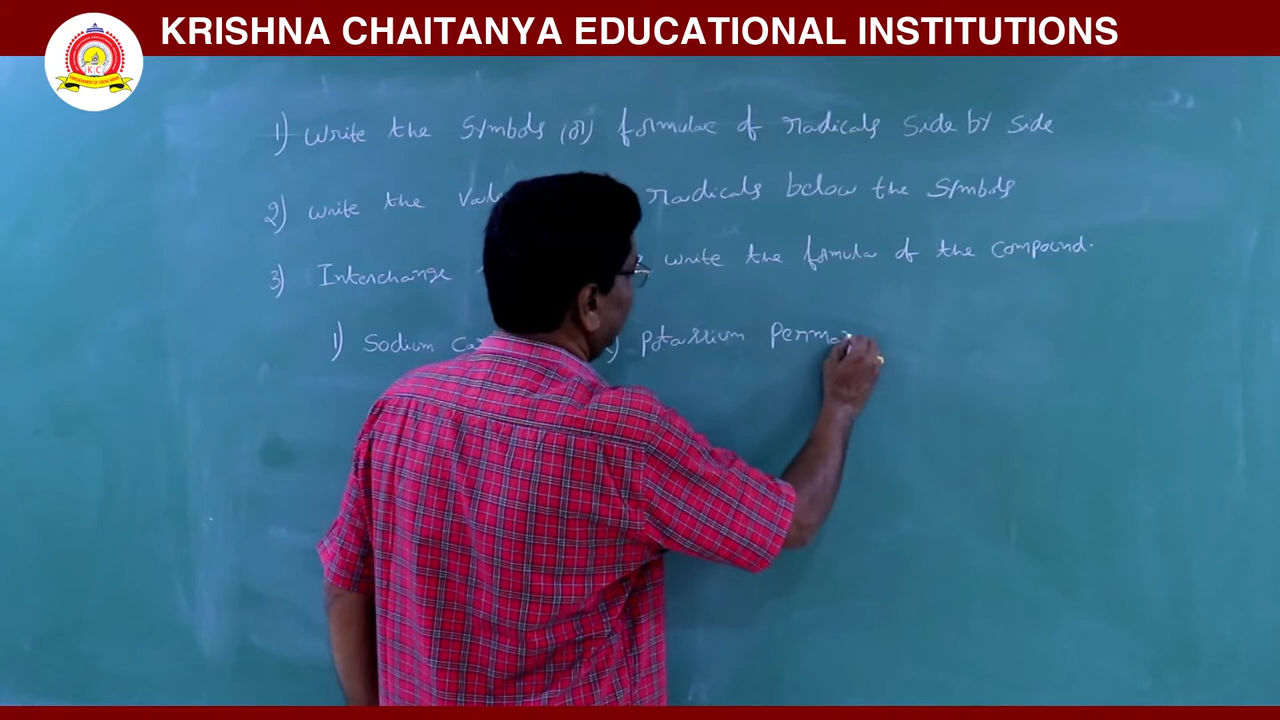 KRISHNA CHAITANYA EDUCATIONAL INSTITUTIONS
K C
1) Write the Symbols (or) formulae of radicals Side by Side
2) Write the radicals below the Symbols
3) Interchange write the formula of the compound.
1) Sodium ) Potassium Perma